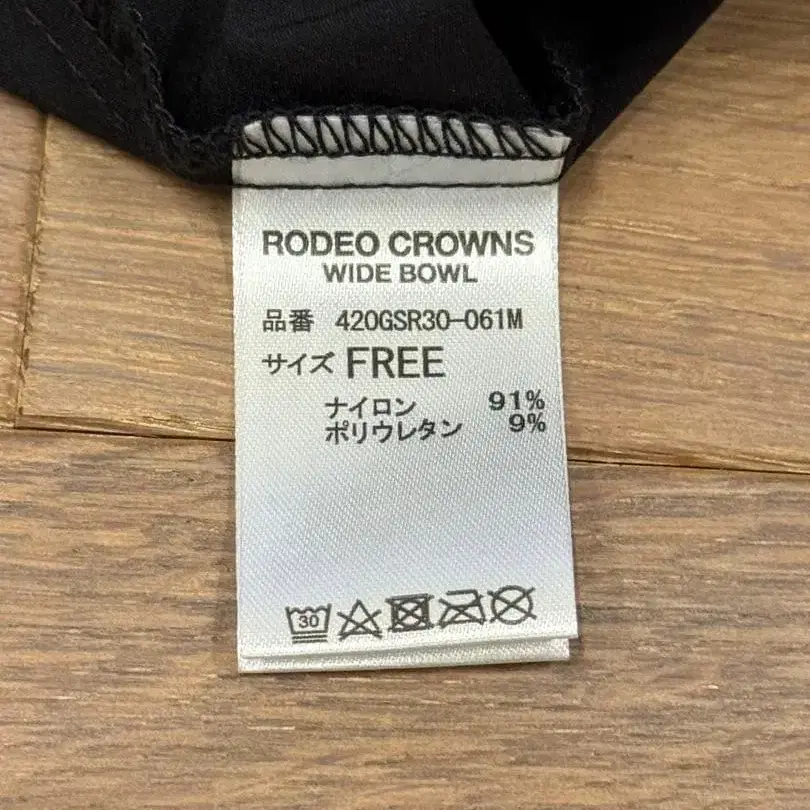 RODEO CROWNS
WIDE BOWL
品番 420GSR30-061M
サイズ FREE
ナイロン 91%
ポリウレタン 9%
30